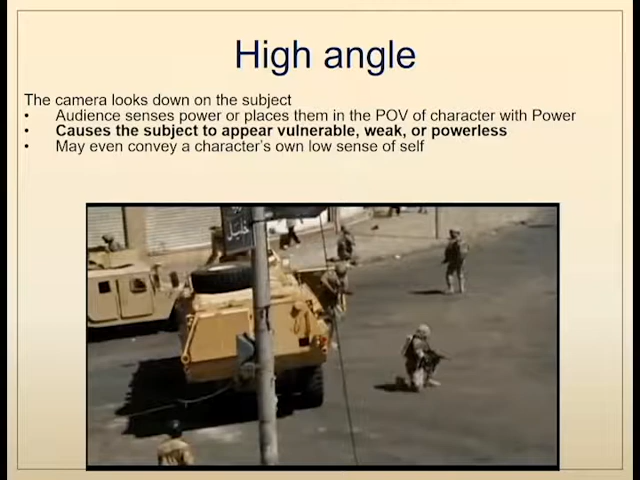 High angle
The camera looks down on the subject
• Audience senses power or places them in the POV of character with Power
• Causes the subject to appear vulnerable, weak, or powerless
• May even convey a character's own low sense of self